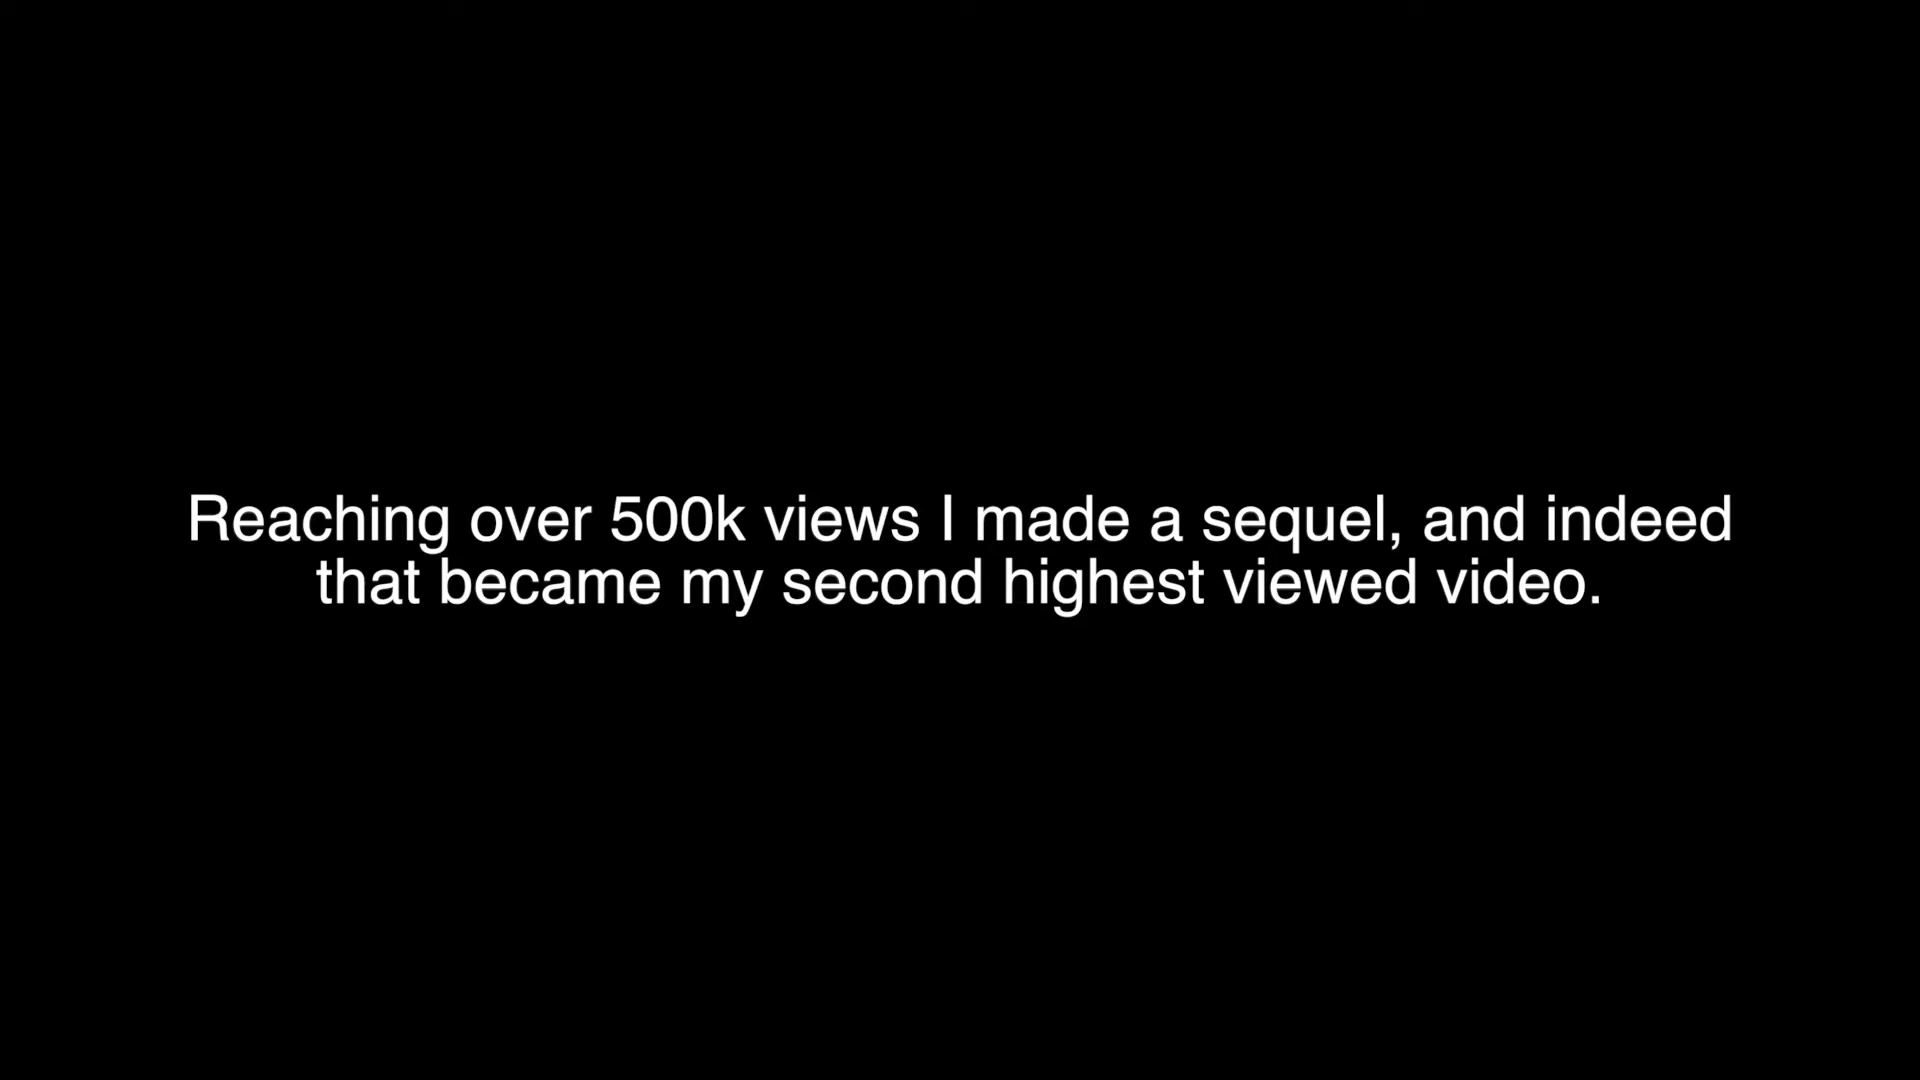 Reaching over 500k views I made a sequel, and indeed
that became my second highest viewed video.